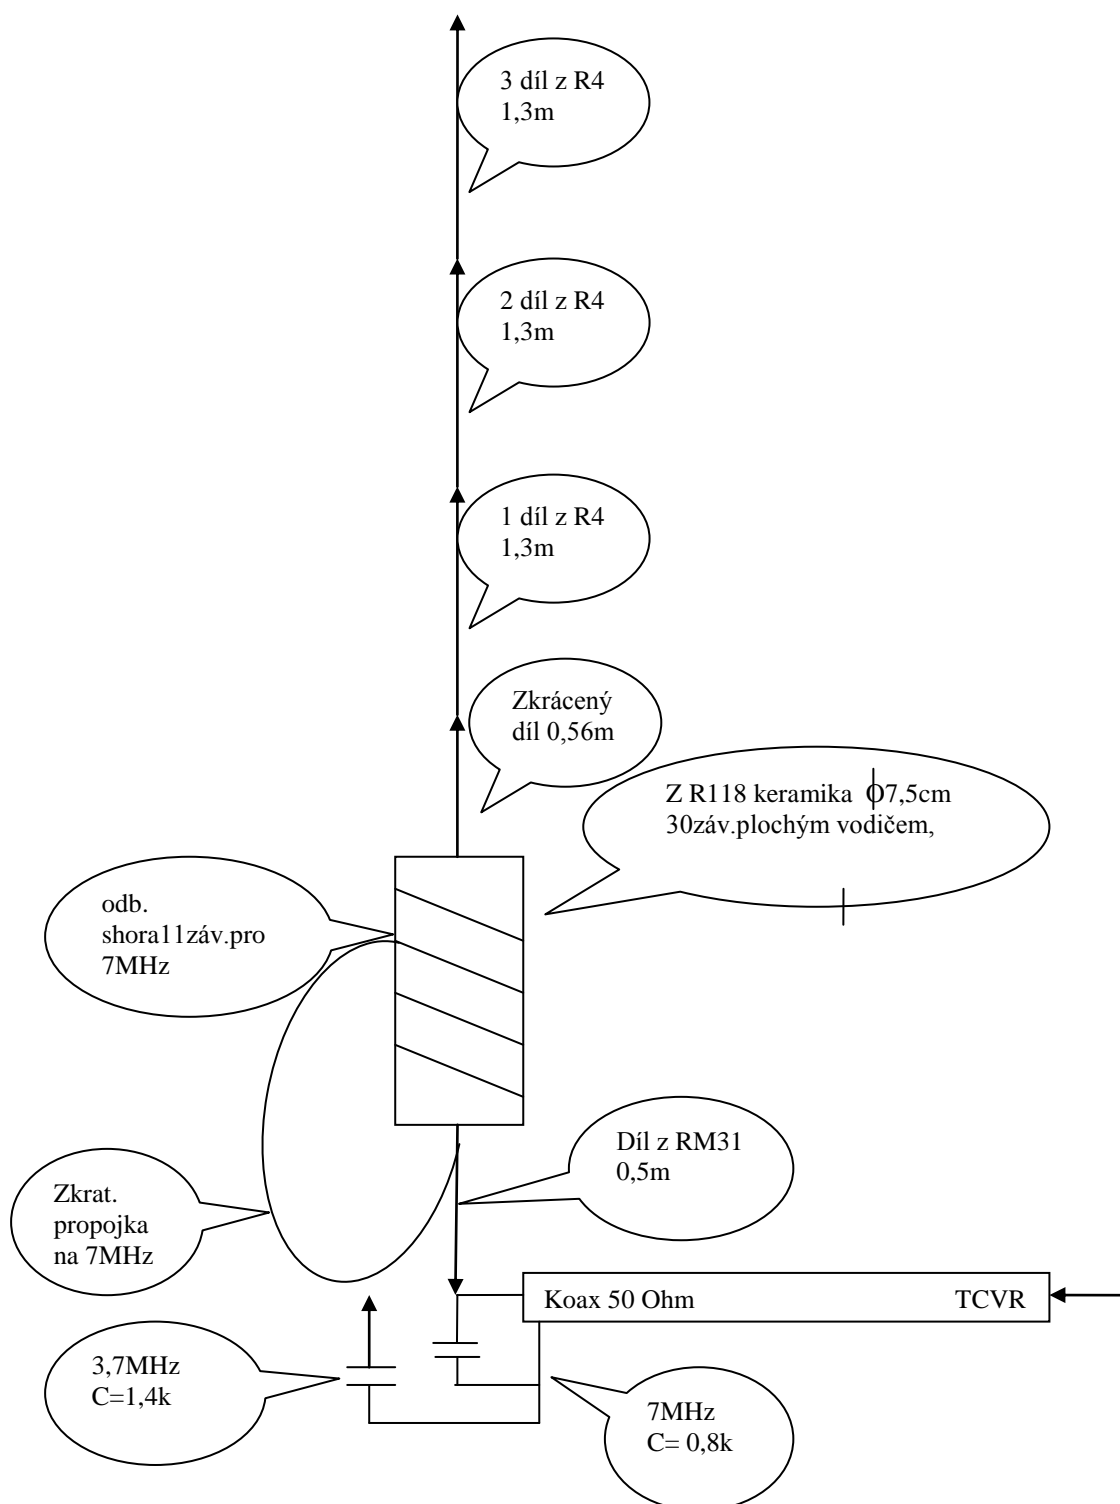 3 díl z R4
1,3m
2 díl z R4
1,3m
1 díl z R4
1,3m
Zkrácený
díl 0,56m
Z R118 keramika Ȯ7,5cm
30záv.plochým vodičem,
odb.
shora11záv.pro
7MHz
Díl z RM31
0,5m
Zkrat.
propojka
na 7MHz
Koax 50 Ohm TCVR
3,7MHz
C=1,4k
7MHz
C= 0,8k